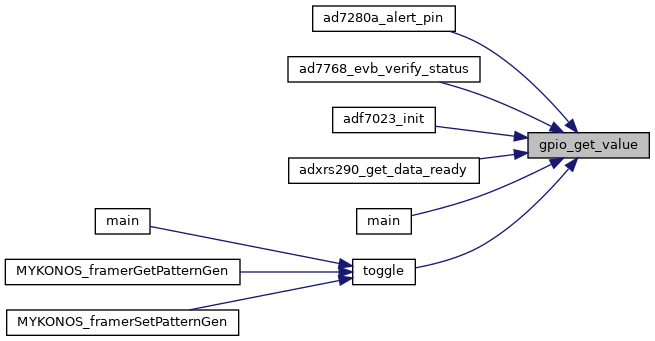 ad7280a_alert_pin
ad7768_evb_verify_status
adf7023_init
gpio_get_value
adxrs290_get_data_ready
main
main
MYKONOS_framerGetPatternGen
toggle
MYKONOS_framerSetPatternGen